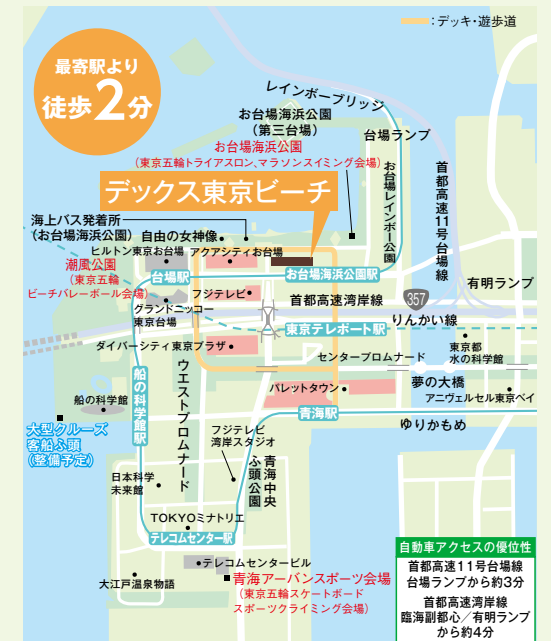 :デッキ・遊歩道
最寄駅より
徒歩2分
レインボーブリッジ
お台場海浜公園
(第三台場)
お台場海浜公園
(東京五輪トライアスロン、マラソンスイミング会場)
台場ランプ
お台場レインボー公園
首都高速11号台場線
デックス東京ビーチ
海上バス発着所
(お台場海浜公園)
自由の女神像
ヒルトン東京お台場
アクアシティお台場
潮風公園
(東京五輪
ビーチバレーボール会場)
台場駅
お台場海浜公園駅
フジテレビ
グランドニッコー
東京台場
首都高速湾岸線
357
有明ランプ
りんかい線
東京テレポート駅
ダイバーシティ東京プラザ
センタープロムナード
東京都
水の科学館
船の科学館駅
ウエストプロムナード
パレットタウン
夢の大橋
アニヴェルセル東京ベイ
船の科学館
青海駅
ゆりかもめ
大型クルーズ
客船ふ頭
(整備予定)
フジテレビ
湾岸スタジオ
青海中央
ふ頭公園
日本科学
未来館
TOKYOミナトリエ
テレコムセンター駅
テレコムセンタービル
大江戸温泉物語
青海アーバンスポーツ会場
(東京五輪スケートボード
スポーツクライミング会場)
自動車アクセスの優位性
首都高速11号台場線
台場ランプから約3分
首都高速湾岸線
臨海副都心/有明ランプ
から約4分